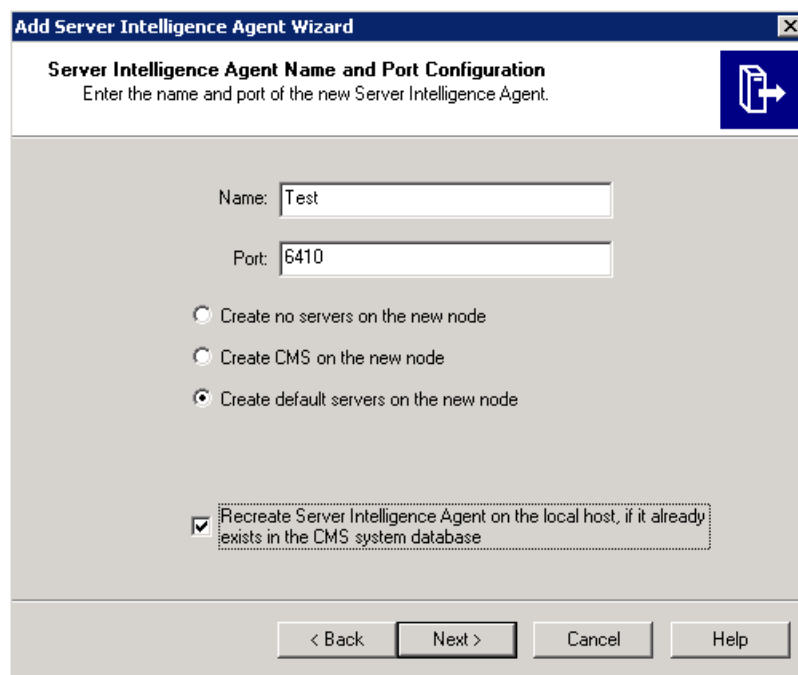 Add Server Intelligence Agent Wizard
Server Intelligence Agent Name and Port Configuration
Enter the name and port of the new Server Intelligence Agent.
Name: Test
Port: 6410
Create no servers on the new node
Create CMS on the new node
Create default servers on the new node
Recreate Server Intelligence Agent on the local host, if it already
exists in the CMS system database
< Back Next > Cancel Help